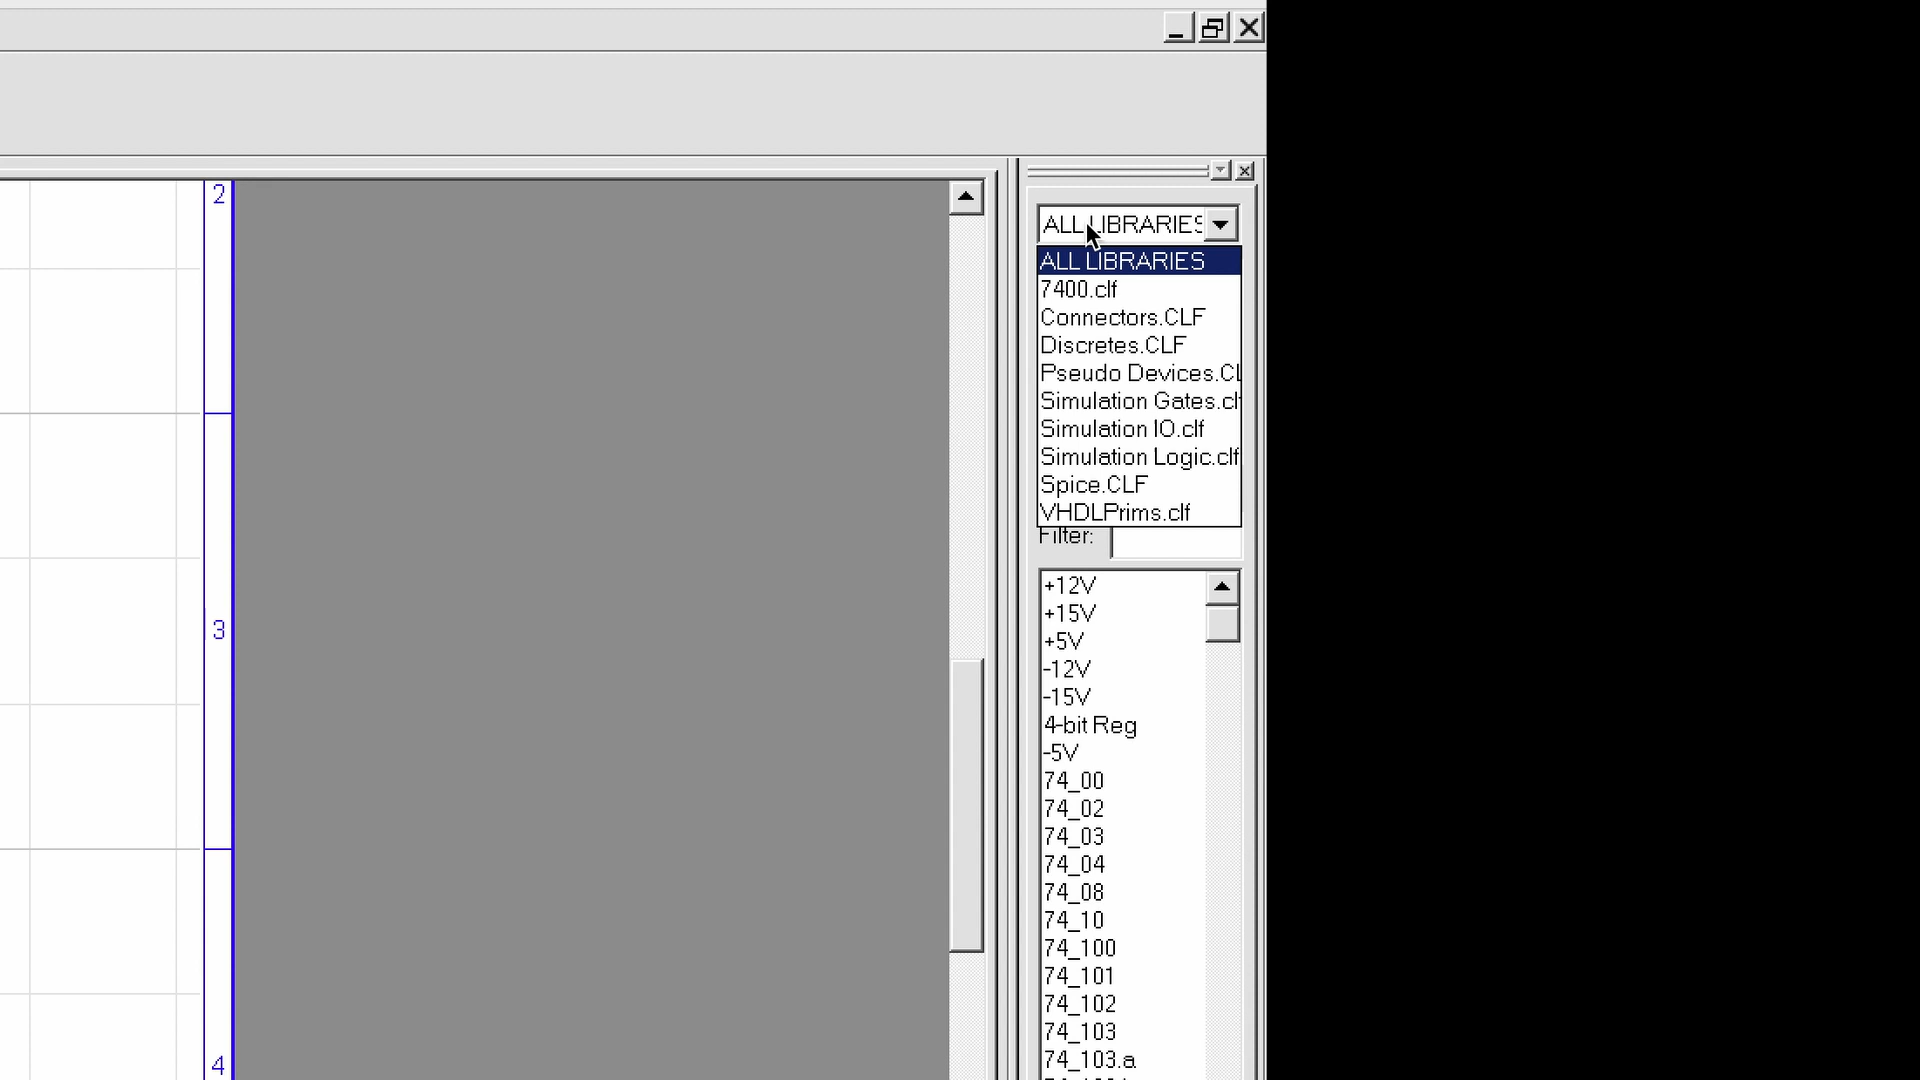 2
ALL LIBRARIES
ALL LIBRARIES
7400.clf
Connectors.CLF
Discretes.CLF
Pseudo Devices.CL
Simulation Gates.clf
Simulation IO.clf
Simulation Logic.clf
Spice.CLF
VHDLPrims.clf
Filter:
+12V
+15V
+5V
-12V
3
-15V
4-bit Reg
-5V
74_00
74_02
74_03
74_04
74_08
74_10
74_100
74_101
74_102
74_103
74_103.a
4